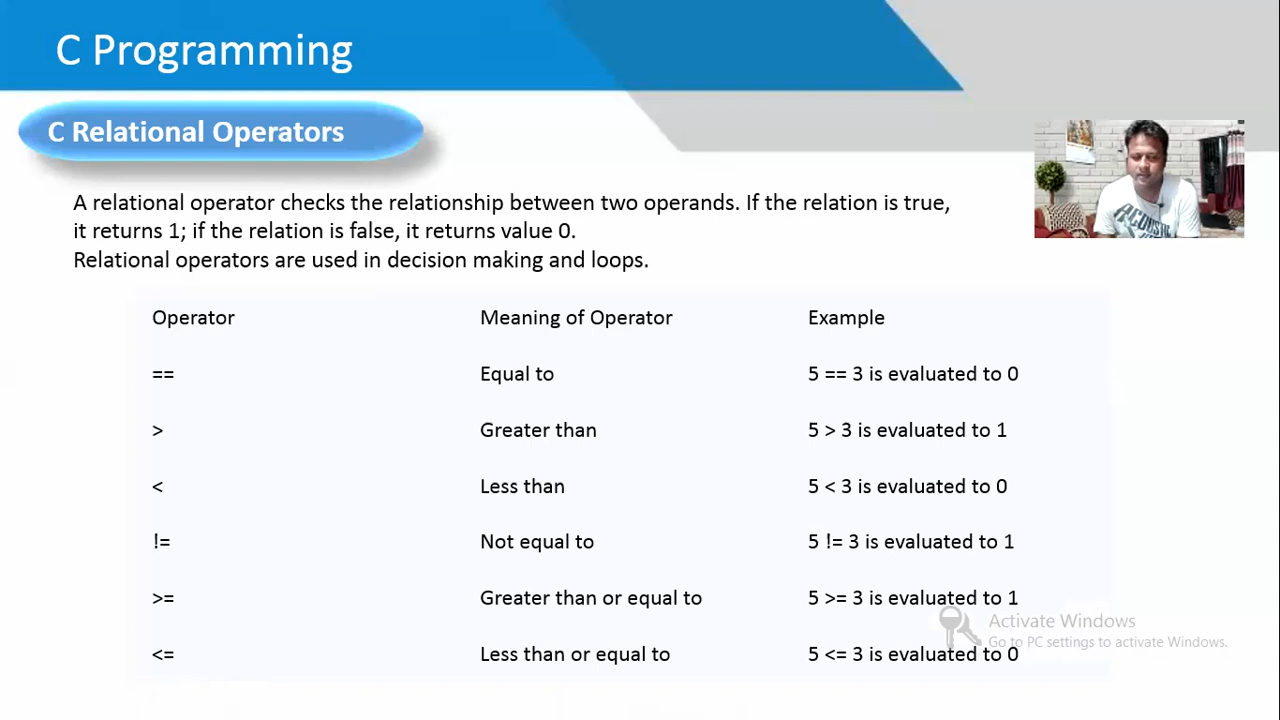 C Programming
C Relational Operators
A relational operator checks the relationship between two operands. If the relation is true,
it returns 1; if the relation is false, it returns value 0.
Relational operators are used in decision making and loops.
Operator Meaning of Operator Example
== Equal to 5 == 3 is evaluated to 0
> Greater than 5 > 3 is evaluated to 1
< Less than 5 < 3 is evaluated to 0
!= Not equal to 5 != 3 is evaluated to 1
>= Greater than or equal to 5 >= 3 is evaluated to 1
Activate Windows
Go to PC settings to activate Windows.
<= Less than or equal to 5 <= 3 is evaluated to 0